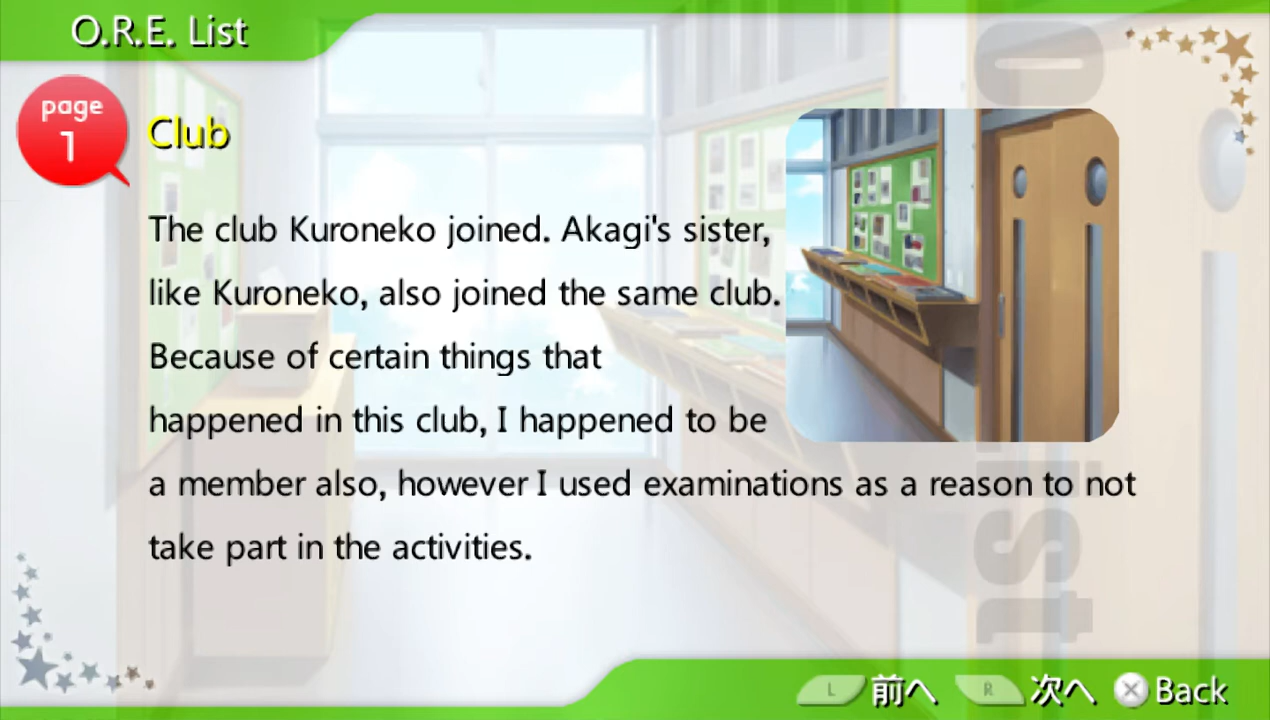 O.R.E. List
page
1
Club
The club Kuroneko joined. Akagi's sister,
like Kuroneko, also joined the same club.
Because of certain things that
happened in this club, I happened to be
a member also, however I used examinations as a reason to not
take part in the activities.
L 前へ R 次へ Back